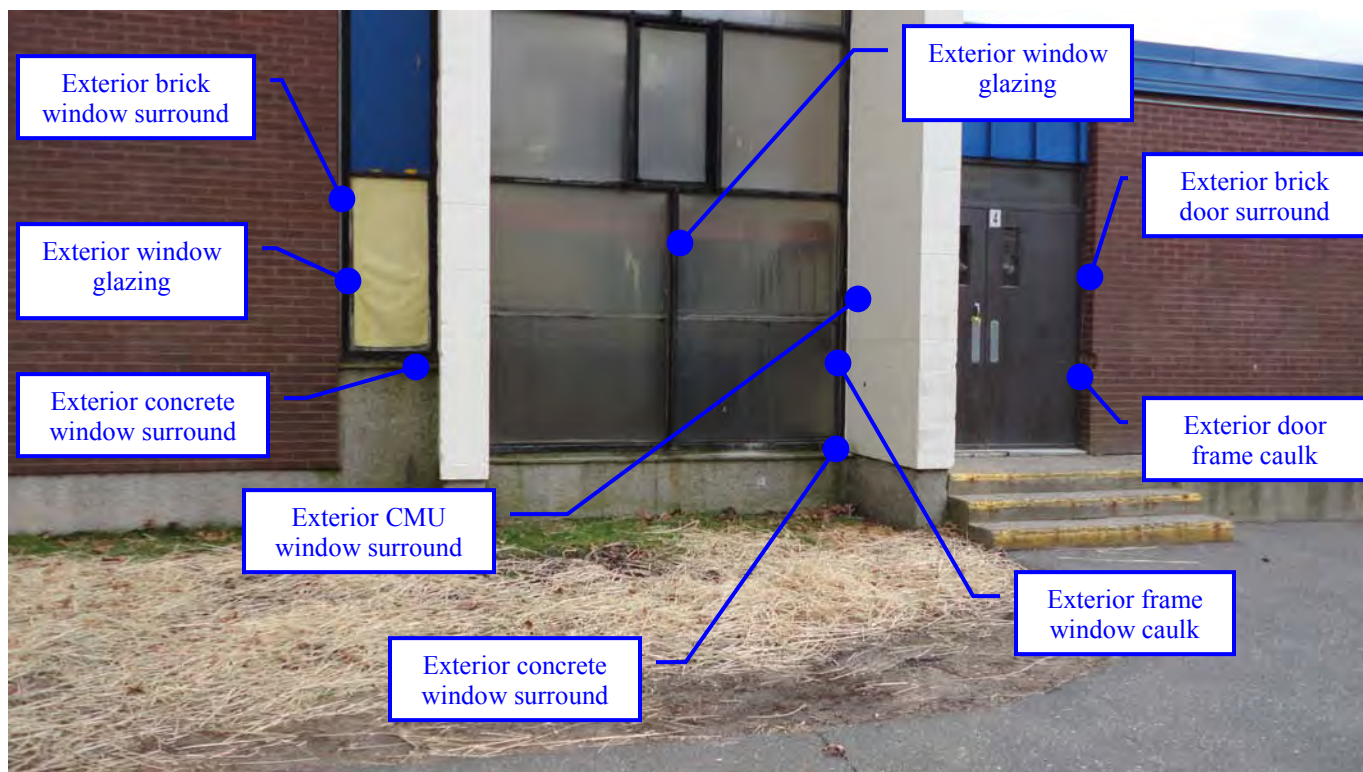 Exterior brick
window surround
Exterior window
glazing
Exterior concrete
window surround
Exterior CMU
window surround
Exterior concrete
window surround
Exterior window
glazing
Exterior brick
door surround
Exterior door
frame caulk
Exterior frame
window caulk
4